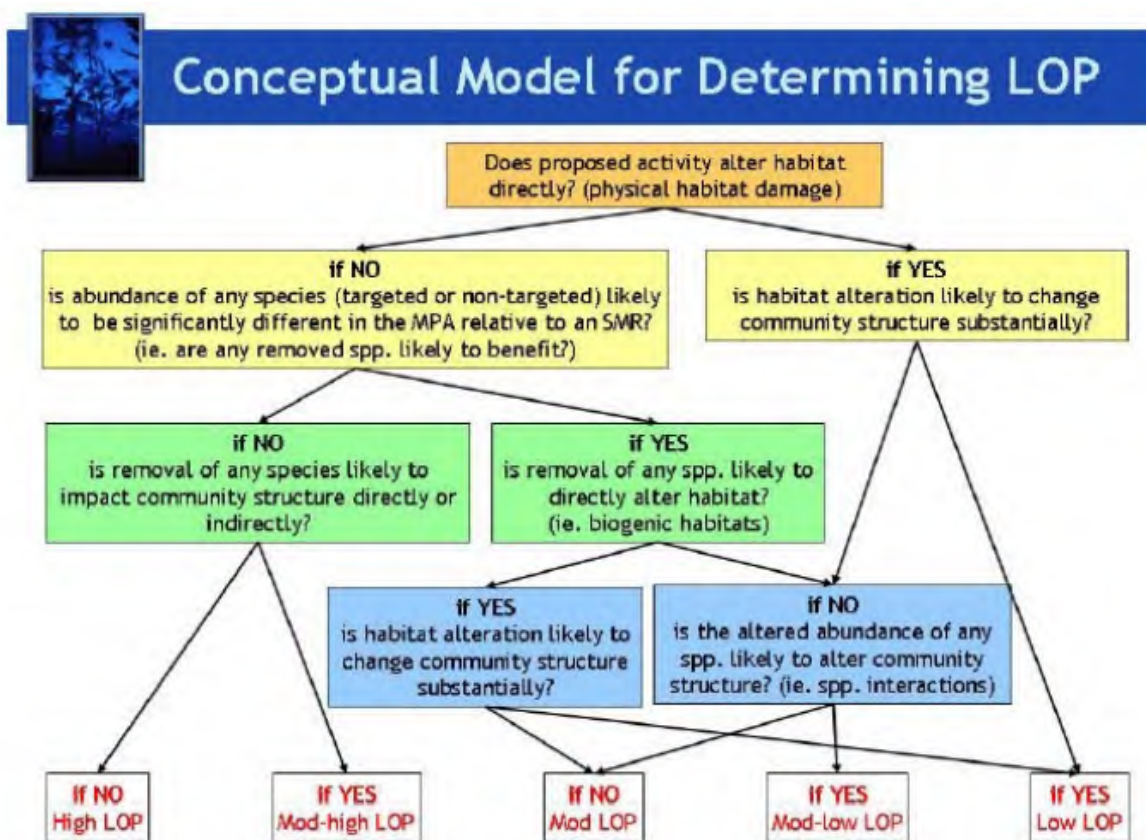 Conceptual Model for Determining LOP
Does proposed activity alter habitat
directly? (physical habitat damage)
if NO
is abundance of any species (targeted or non-targeted) likely
to be significantly different in the MPA relative to an SMR?
(ie. are any removed spp. likely to benefit?)
if YES
is habitat alteration likely to change
community structure substantially?
if NO
is removal of any species likely to
impact community structure directly or
indirectly?
if YES
is removal of any spp. likely to
directly alter habitat?
(ie. biogenic habitats)
if YES
is habitat alteration likely to
change community structure
substantially?
if NO
is the altered abundance of any
spp. likely to alter community
structure? (ie. spp. interactions)
if NO
High LOP
if YES
Mod-high LOP
if NO
Mod LOP
if YES
Mod-low LOP
if YES
Low LOP